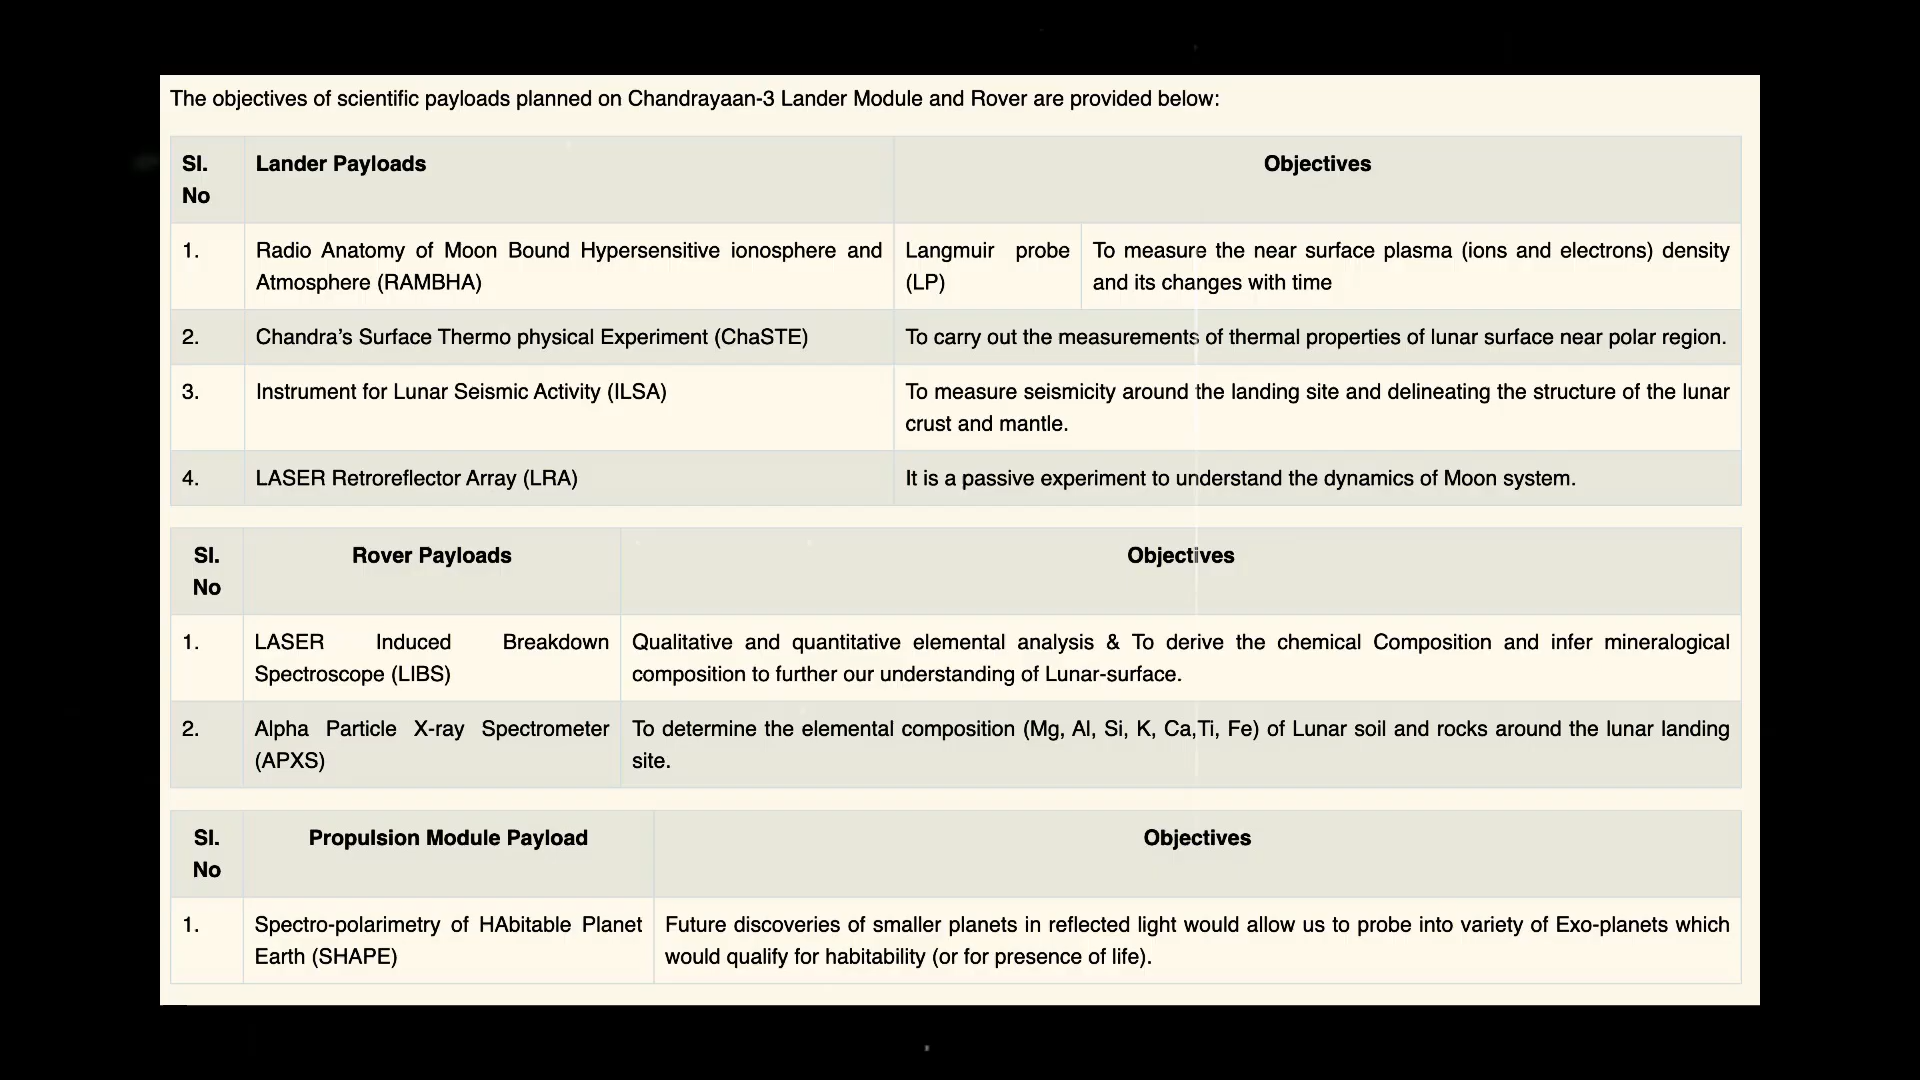 The objectives of scientific payloads planned on Chandrayaan-3 Lander Module and Rover are provided below:
Sl. No
Lander Payloads
Objectives
1.
Radio Anatomy of Moon Bound Hypersensitive ionosphere and
Atmosphere (RAMBHA)
Langmuir probe
(LP)
To measure the near surface plasma (ions and electrons) density
and its changes with time
2.
Chandra’s Surface Thermo physical Experiment (ChaSTE)
To carry out the measurements of thermal properties of lunar surface near polar region.
3.
Instrument for Lunar Seismic Activity (ILSA)
To measure seismicity around the landing site and delineating the structure of the lunar
crust and mantle.
4.
LASER Retroreflector Array (LRA)
It is a passive experiment to understand the dynamics of Moon system.
Sl.
No
Rover Payloads
Objectives
1.
LASER Induced Breakdown
Spectroscope (LIBS)
Qualitative and quantitative elemental analysis & To derive the chemical Composition and infer mineralogical
composition to further our understanding of Lunar-surface.
2.
Alpha Particle X-ray Spectrometer
(APXS)
To determine the elemental composition (Mg, Al, Si, K, Ca,Ti, Fe) of Lunar soil and rocks around the lunar landing
site.
Sl.
No
Propulsion Module Payload
Objectives
1.
Spectro-polarimetry of HAbitable Planet
Earth (SHAPE)
Future discoveries of smaller planets in reflected light would allow us to probe into variety of Exo-planets which
would qualify for habitability (or for presence of life).